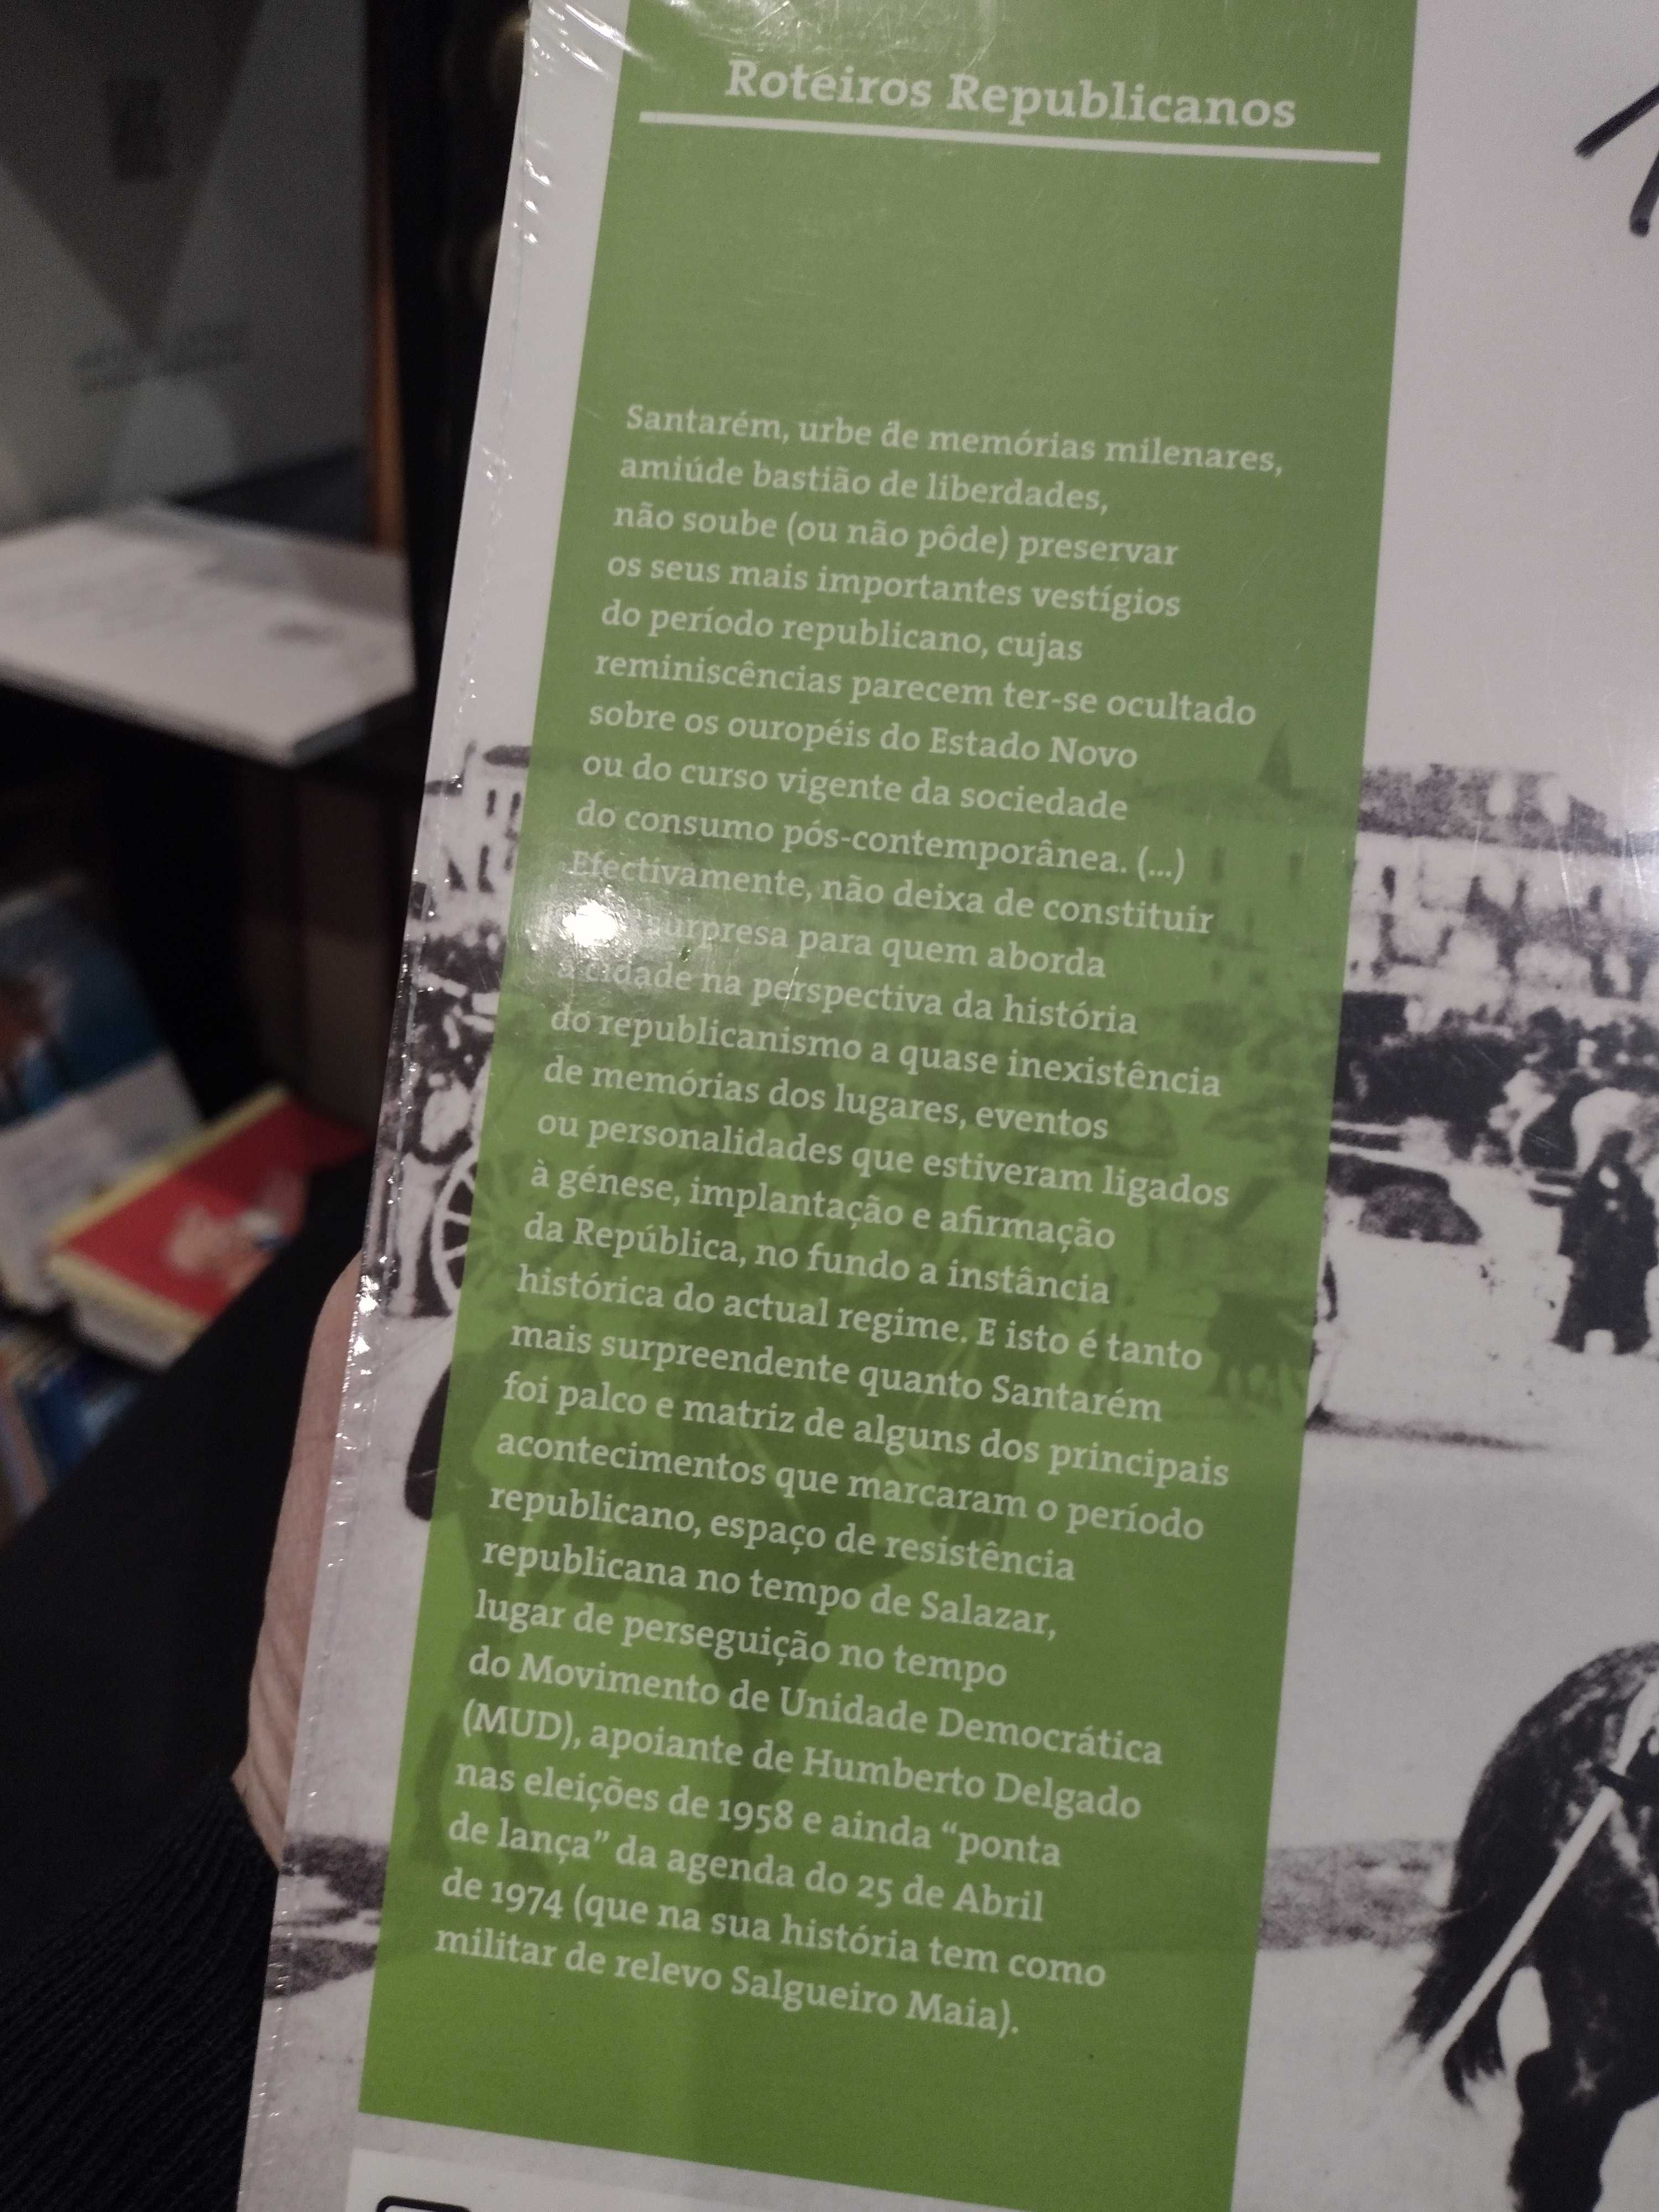 Roteiros Republicanos
Santarém, urbe de memórias milenares,
amiúde bastião de liberdades,
não soube (ou não pôde) preservar
os seus mais importantes vestígios
do período republicano, cujas
reminiscências parecem ter-se ocultado
sobre os ouropéis do Estado Novo
ou do curso vigente da sociedade
do consumo pós-contemporânea. (...)
Efectivamente, não deixa de constituir
surpresa para quem aborda
a cidade na perspectiva da história
do republicanismo a quase inexistência
de memórias dos lugares, eventos
ou personalidades que estiveram ligados
à génese, implantação e afirmação
da República, no fundo a instância
histórica do actual regime. E isto é tanto
mais surpreendente quanto Santarém
foi palco e matriz de alguns dos principais
acontecimentos que marcaram o período
republicano, espaço de resistência
republicana no tempo de Salazar,
lugar de perseguição no tempo
do Movimento de Unidade Democrática
(MUD), apoiante de Humberto Delgado
nas eleições de 1958 e ainda “ponta
de lança” da agenda do 25 de Abril
de 1974 (que na sua história tem como
militar de relevo Salgueiro Maia).